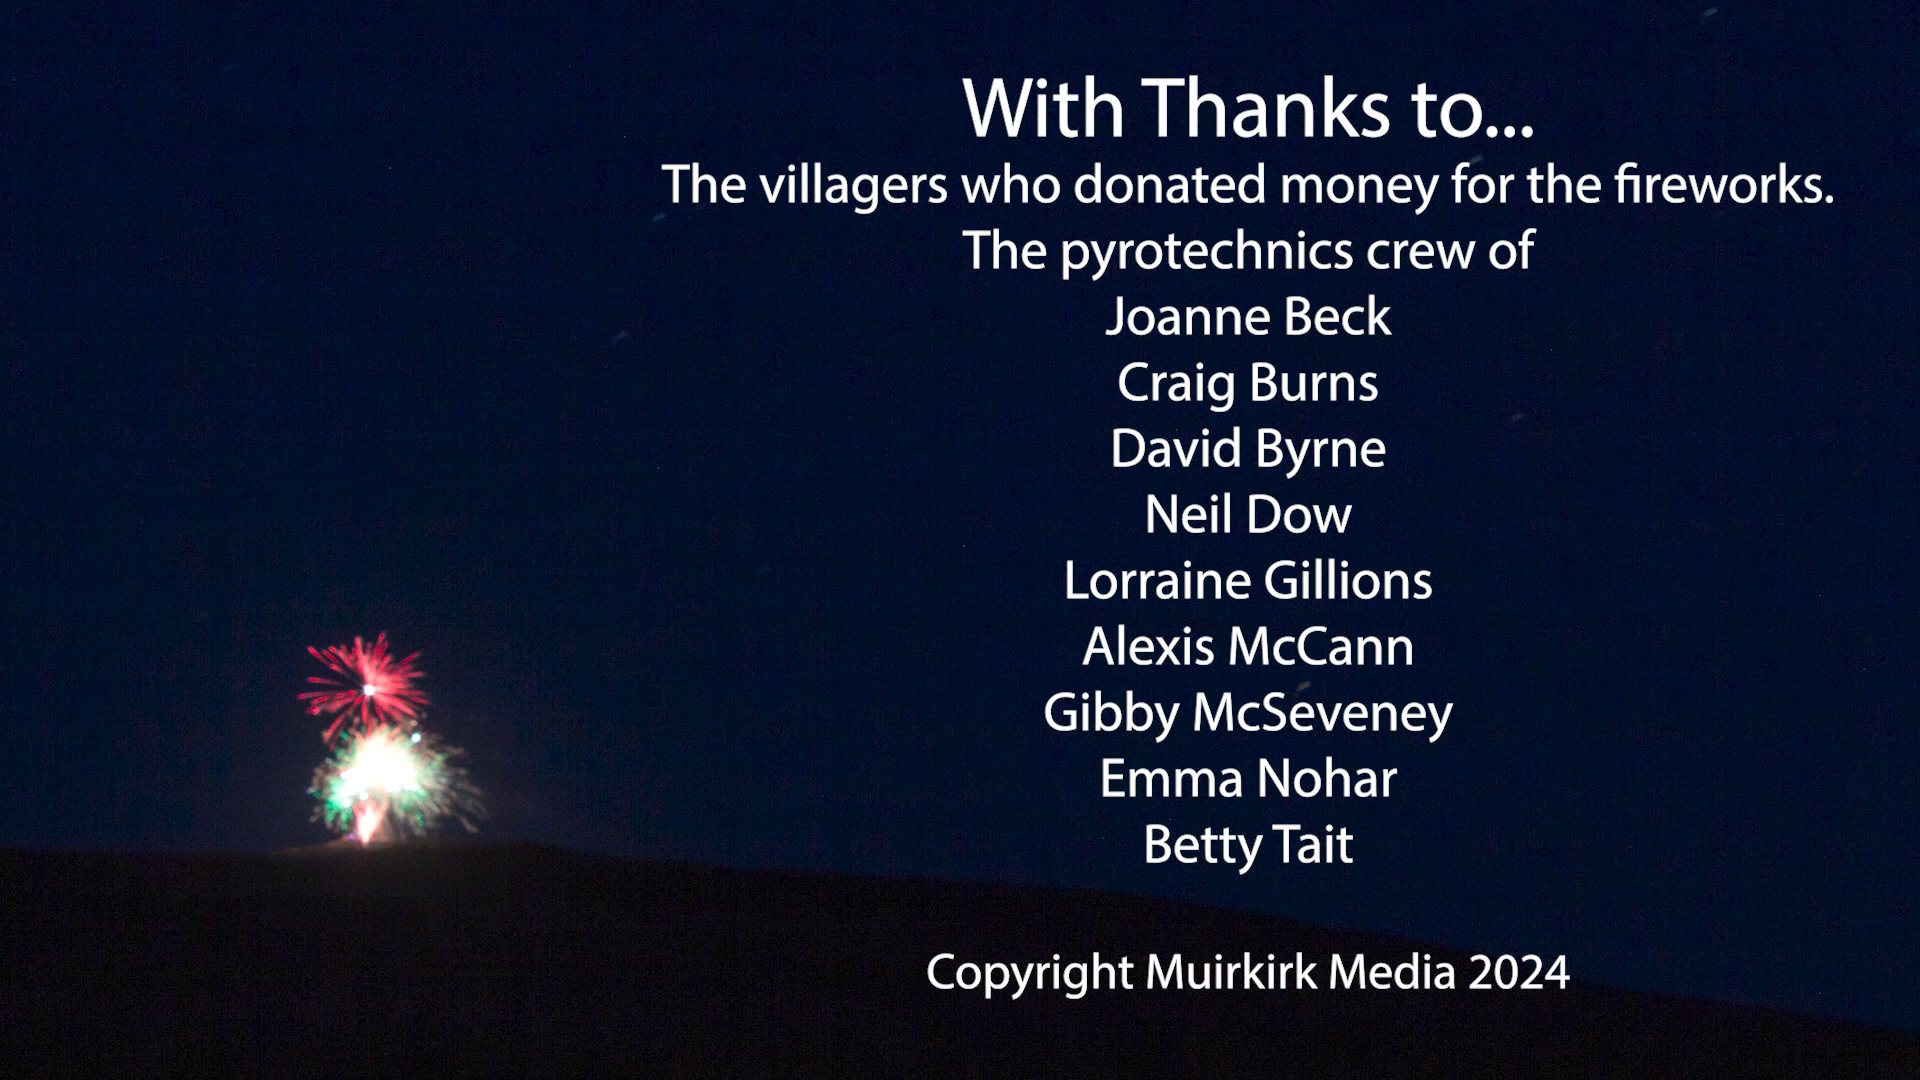 With Thanks to...
The villagers who donated money for the fireworks.
The pyrotechnics crew of
Joanne Beck
Craig Burns
David Byrne
Neil Dow
Lorraine Gillions
Alexis McCann
Gibby McSeveney
Emma Nohar
Betty Tait
Copyright Muirkirk Media 2024